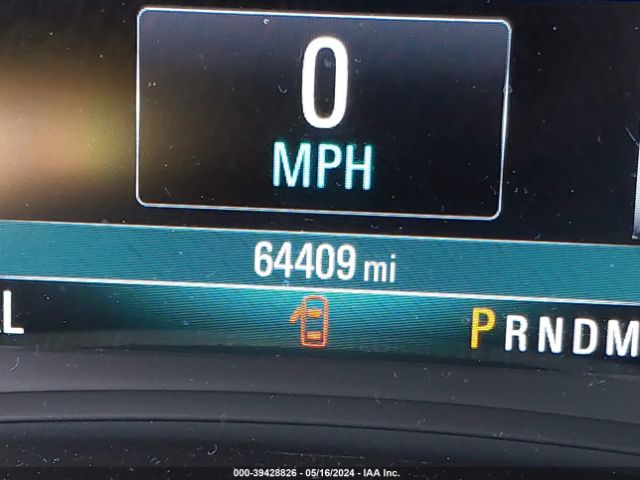 0
MPH
64409 mi
L
PRNDM
000-39428826 - 05/16/2024 - IAA Inc.